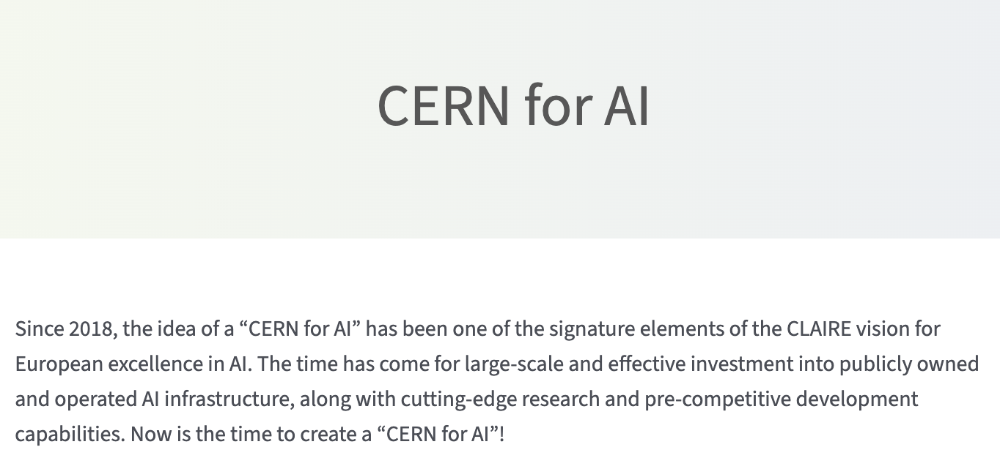 CERN for AI
Since 2018, the idea of a “CERN for AI” has been one of the signature elements of the CLAIRE vision for
European excellence in AI. The time has come for large-scale and effective investment into publicly owned
and operated AI infrastructure, along with cutting-edge research and pre-competitive development
capabilities. Now is the time to create a “CERN for AI”!